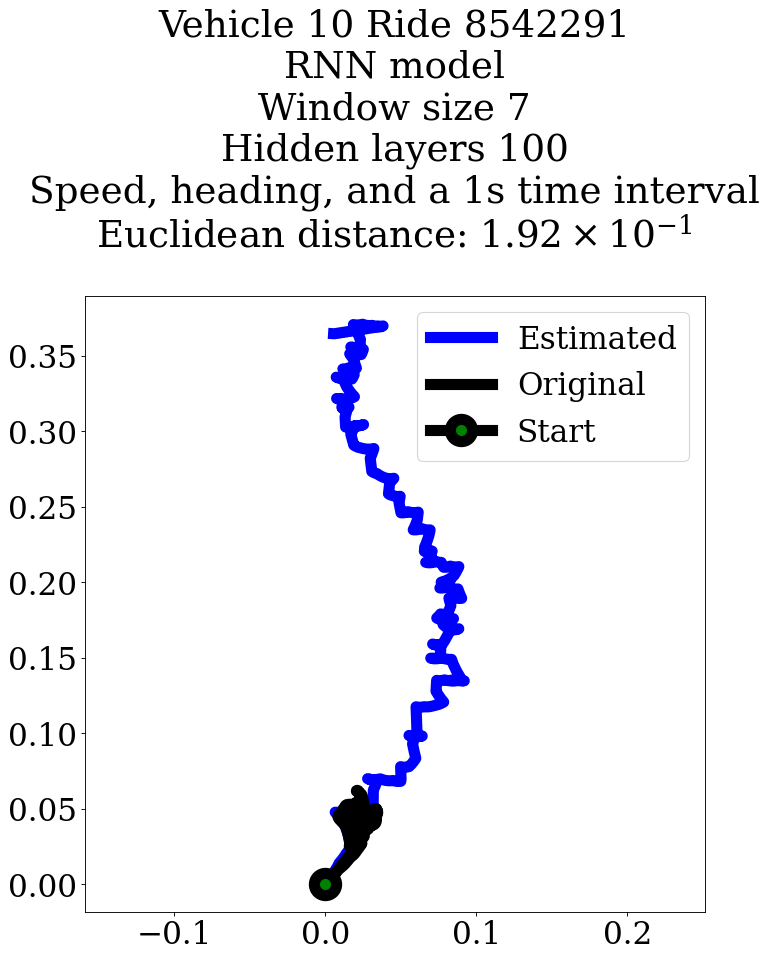 Vehicle 10 Ride 8542291
RNN model
Window size 7
Hidden layers 100
Speed, heading, and a 1s time interval
Euclidean distance: 1.92 × 10⁻¹
Estimated
Original
Start
0.35
0.30
0.25
0.20
0.15
0.10
0.05
0.00
−0.1 0.0 0.1 0.2